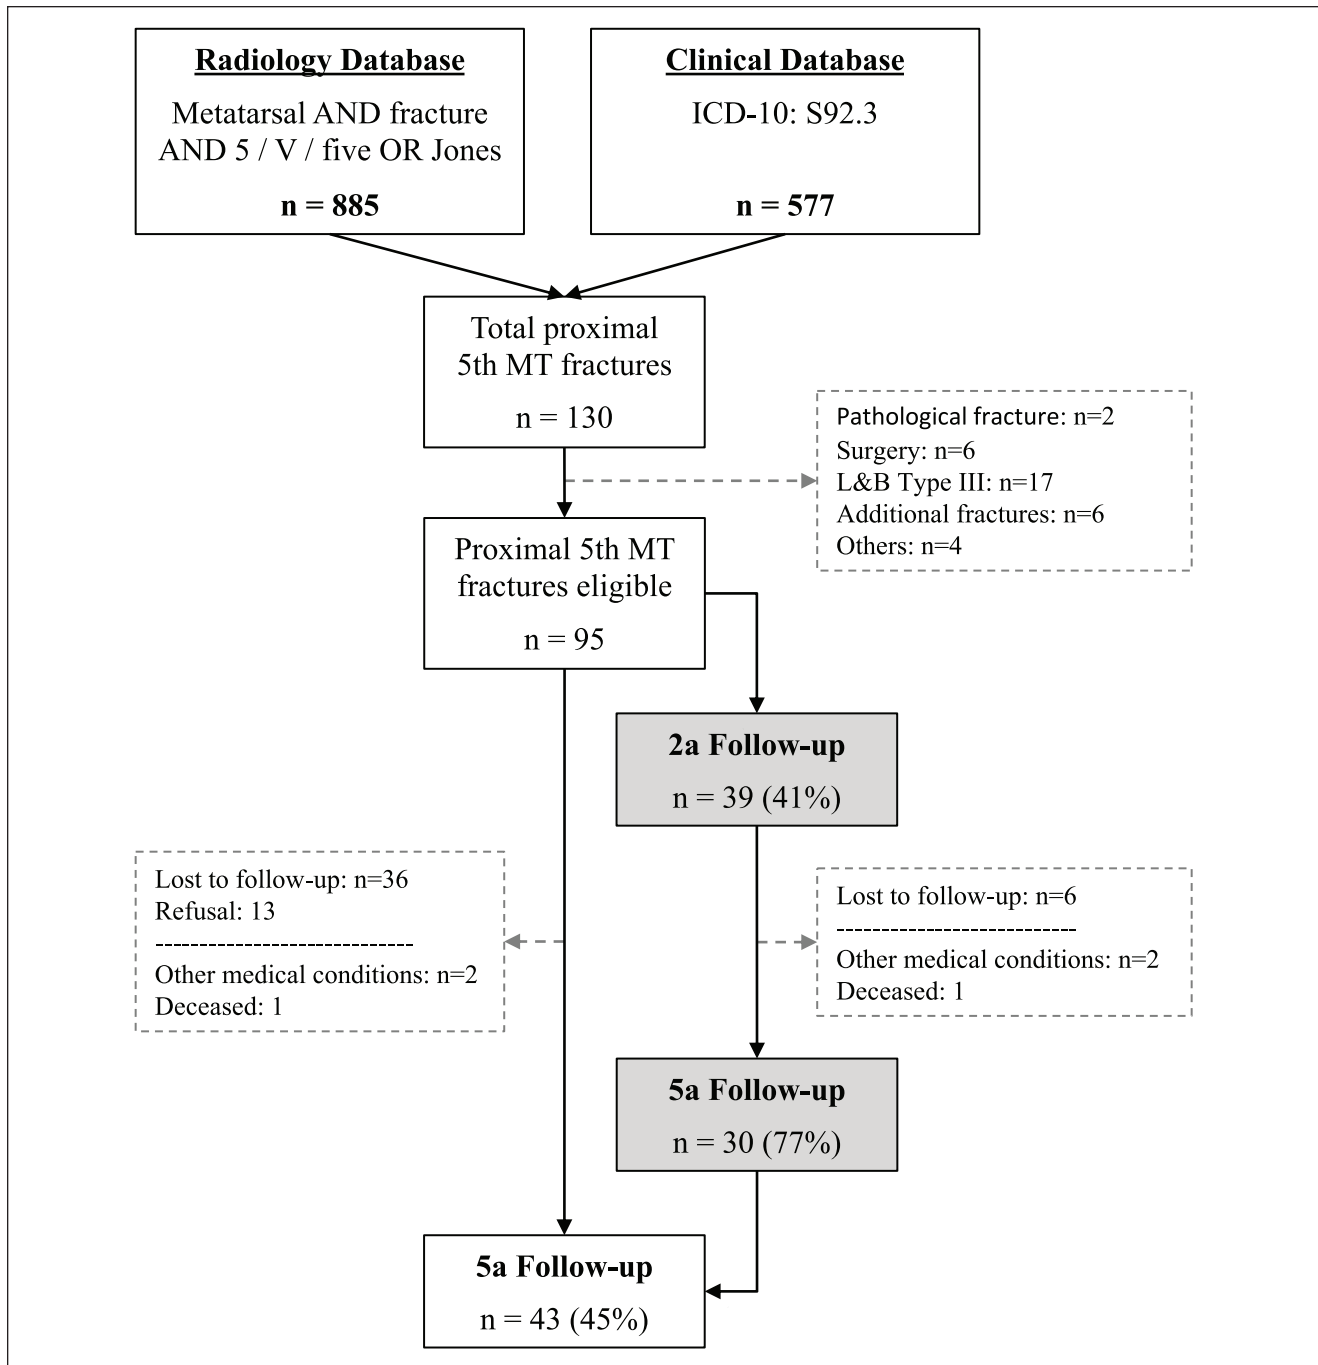 Radiology Database
Metatarsal AND fracture
AND 5 / V / five OR Jones
n = 885
Clinical Database
ICD-10: S92.3
n = 577
Total proximal
5th MT fractures
n = 130
Pathological fracture: n=2
Surgery: n=6
L&B Type III: n=17
Additional fractures: n=6
Others: n=4
Proximal 5th MT
fractures eligible
n = 95
2a Follow-up
n = 39 (41%)
Lost to follow-up: n=36
Refusal: 13
-----------------------------
Other medical conditions: n=2
Deceased: 1
Lost to follow-up: n=6
---------------------------
Other medical conditions: n=2
Deceased: 1
5a Follow-up
n = 30 (77%)
5a Follow-up
n = 43 (45%)